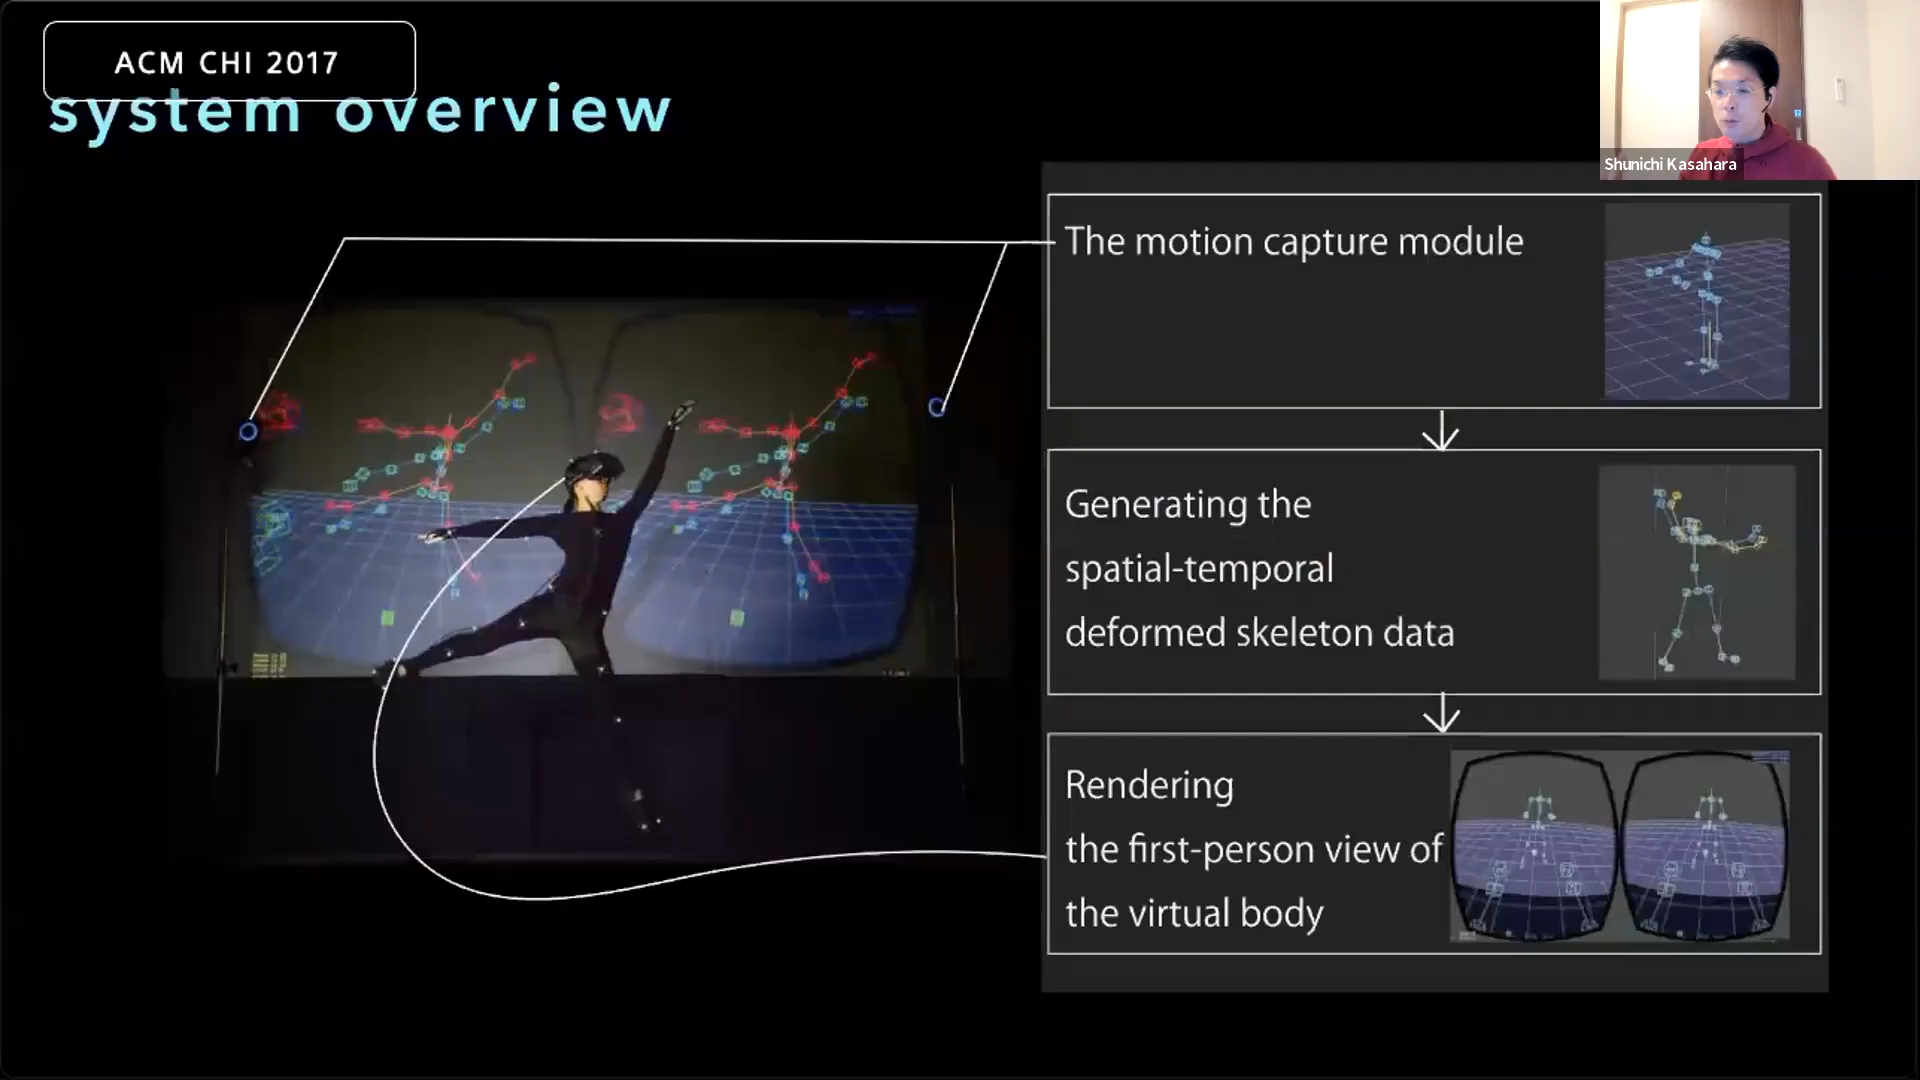 ACM CHI 2017
system overview
Shunichi Kasahara
The motion capture module
Generating the
spatial-temporal
deformed skeleton data
Rendering
the first-person view of
the virtual body